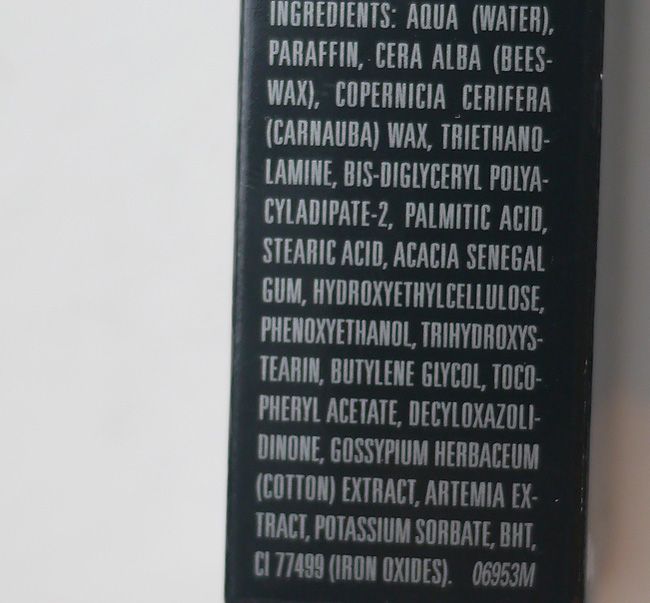 INGREDIENTS: AQUA (WATER),
PARAFFIN, CERA ALBA (BEES-
WAX), COPERNICIA CERIFERA
(CARNAUBA) WAX, TRIETHANO-
LAMINE, BIS-DIGLYCERYL POLYA-
CYLADIPATE-2, PALMITIC ACID,
STEARIC ACID, ACACIA SENEGAL
GUM, HYDROXYETHYLCELLULOSE,
PHENOXYETHANOL, TRIHYDROXYS-
TEARIN, BUTYLENE GLYCOL, TOCO-
PHERYL ACETATE, DECYLOXAZOLI-
DINONE, GOSSYPIUM HERBACEUM
(COTTON) EXTRACT, ARTEMIA EX-
TRACT, POTASSIUM SORBATE, BHT,
CI 77499 (IRON OXIDES). 06953M